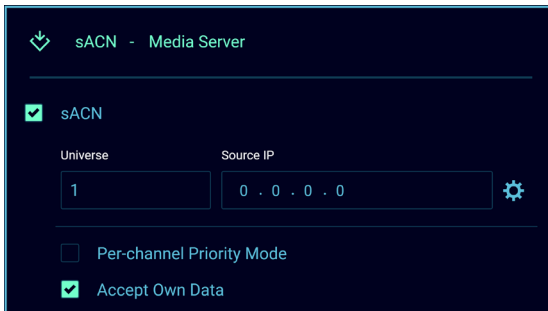 sACN - Media Server
sACN
Universe Source IP
1 0 . 0 . 0 . 0
Per-channel Priority Mode
Accept Own Data